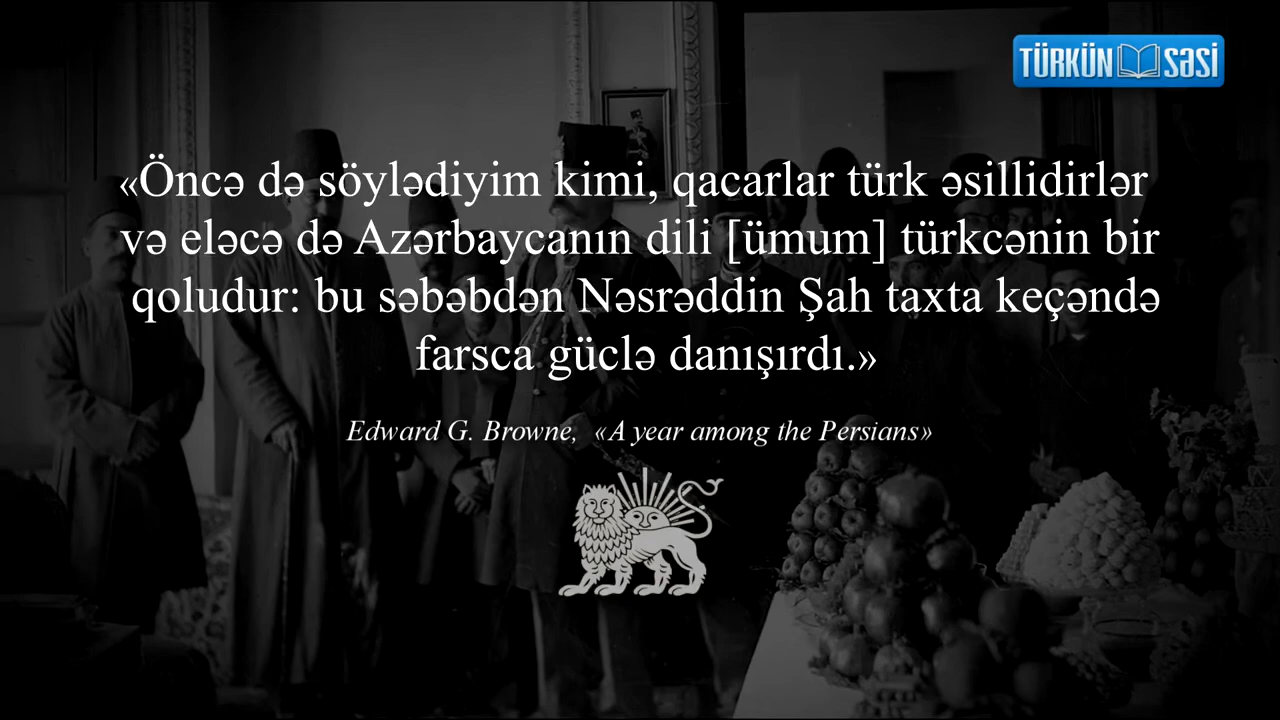 TÜRKÜN SƏSİ
«Öncə də söylədiyim kimi, qacarlar türk əsillidirlər
və eləcə də Azərbaycanın dili [ümum] türkcənin bir
qoludur: bu səbəbdən Nəsrəddin Şah taxta keçəndə
farsca güclə danışırdı.»
Edward G. Browne, «A year among the Persians»